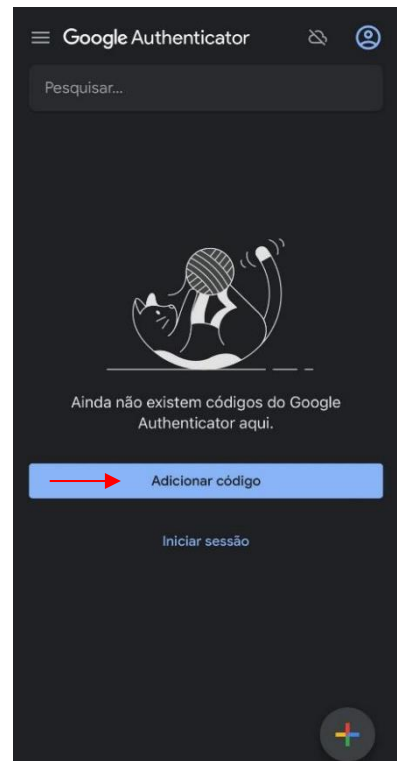 Google Authenticator
Pesquisar...
Ainda não existem códigos do Google
Authenticator aqui.
Adicionar código
Iniciar sessão